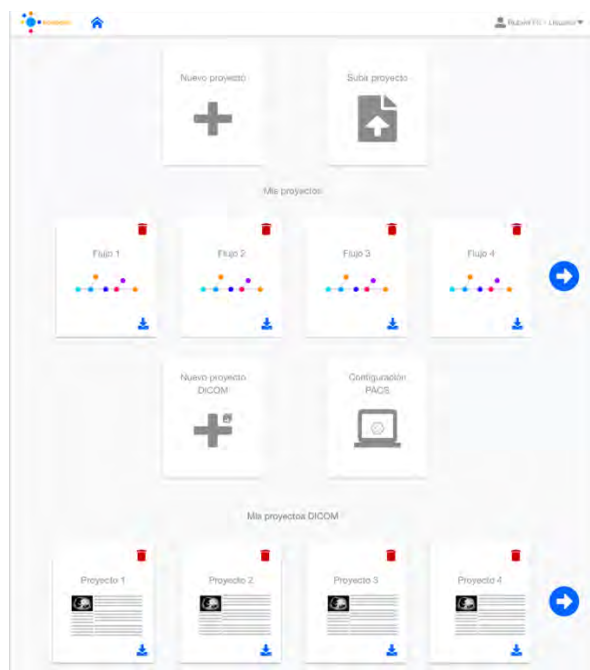 Nuevo proyecto
Suba proyecto
Mis proyectos
Flujo 1
Flujo 2
Flujo 3
Flujo 4
Nuevo proyecto
DICOM
Configuración
PACS
Mis proyectos DICOM
Proyecto 1
Proyecto 2
Proyecto 3
Proyecto 4